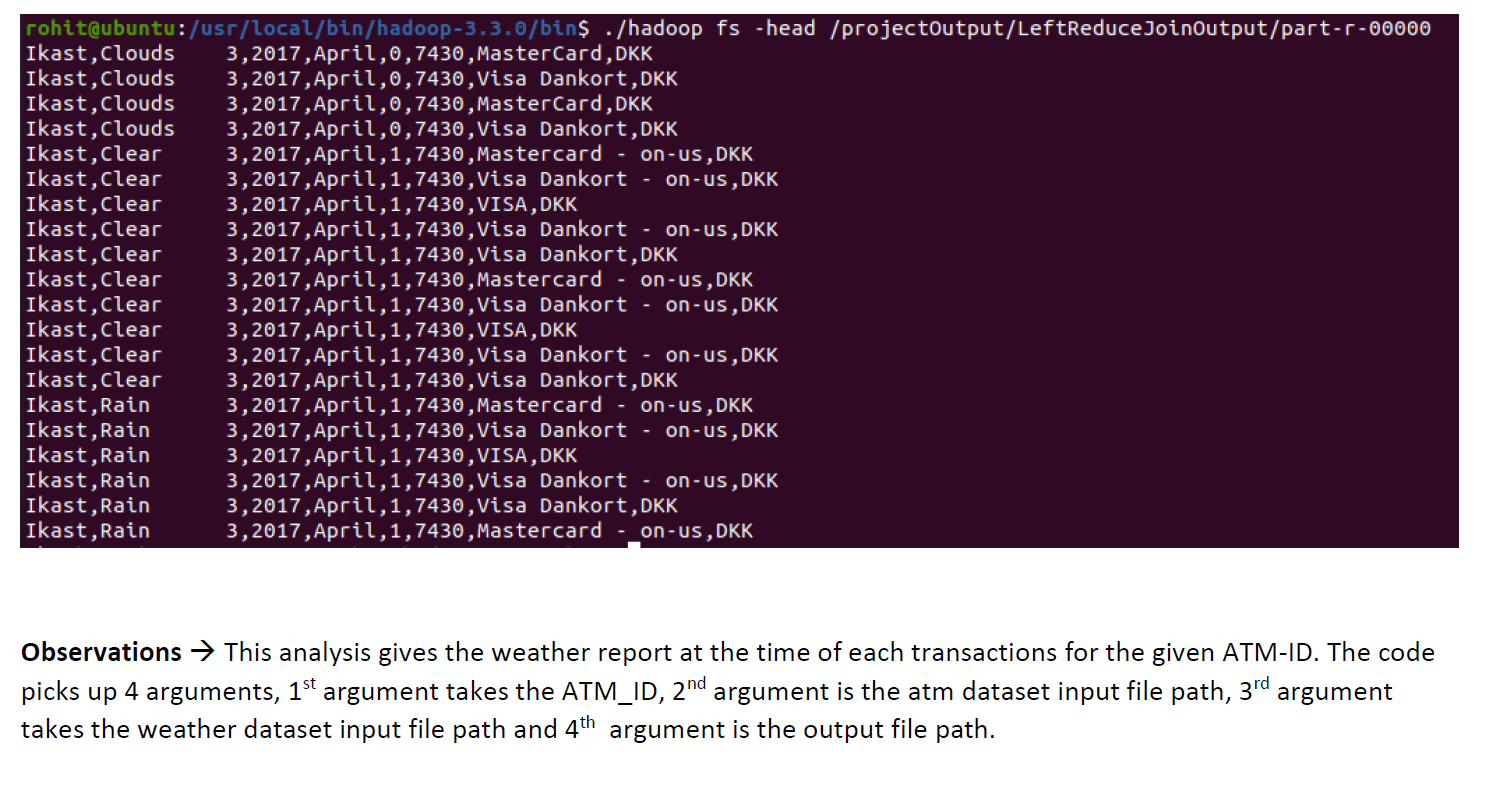 rohit@ubuntu:/usr/local/bin/hadoop-3.3.0/bin$ ./hadoop fs -head /projectOutput/LeftReduceJoinOutput/part-r-00000
Ikast,Clouds    3,2017,April,0,7430,MasterCard,DKK
Ikast,Clouds    3,2017,April,0,7430,Visa Dankort,DKK
Ikast,Clouds    3,2017,April,0,7430,MasterCard,DKK
Ikast,Clouds    3,2017,April,0,7430,Visa Dankort,DKK
Ikast,Clear     3,2017,April,1,7430,Mastercard - on-us,DKK
Ikast,Clear     3,2017,April,1,7430,Visa Dankort - on-us,DKK
Ikast,Clear     3,2017,April,1,7430,VISA,DKK
Ikast,Clear     3,2017,April,1,7430,Visa Dankort - on-us,DKK
Ikast,Clear     3,2017,April,1,7430,Visa Dankort,DKK
Ikast,Clear     3,2017,April,1,7430,Mastercard - on-us,DKK
Ikast,Clear     3,2017,April,1,7430,Visa Dankort - on-us,DKK
Ikast,Clear     3,2017,April,1,7430,VISA,DKK
Ikast,Clear     3,2017,April,1,7430,Visa Dankort - on-us,DKK
Ikast,Clear     3,2017,April,1,7430,Visa Dankort,DKK
Ikast,Rain      3,2017,April,1,7430,Mastercard - on-us,DKK
Ikast,Rain      3,2017,April,1,7430,Visa Dankort - on-us,DKK
Ikast,Rain      3,2017,April,1,7430,VISA,DKK
Ikast,Rain      3,2017,April,1,7430,Visa Dankort - on-us,DKK
Ikast,Rain      3,2017,April,1,7430,Visa Dankort,DKK
Ikast,Rain      3,2017,April,1,7430,Mastercard - on-us,DKK
Observations → This analysis gives the weather report at the time of each transactions for the given ATM-ID. The code
picks up 4 arguments, 1st argument takes the ATM_ID, 2nd argument is the atm dataset input file path, 3rd argument
takes the weather dataset input file path and 4th argument is the output file path.